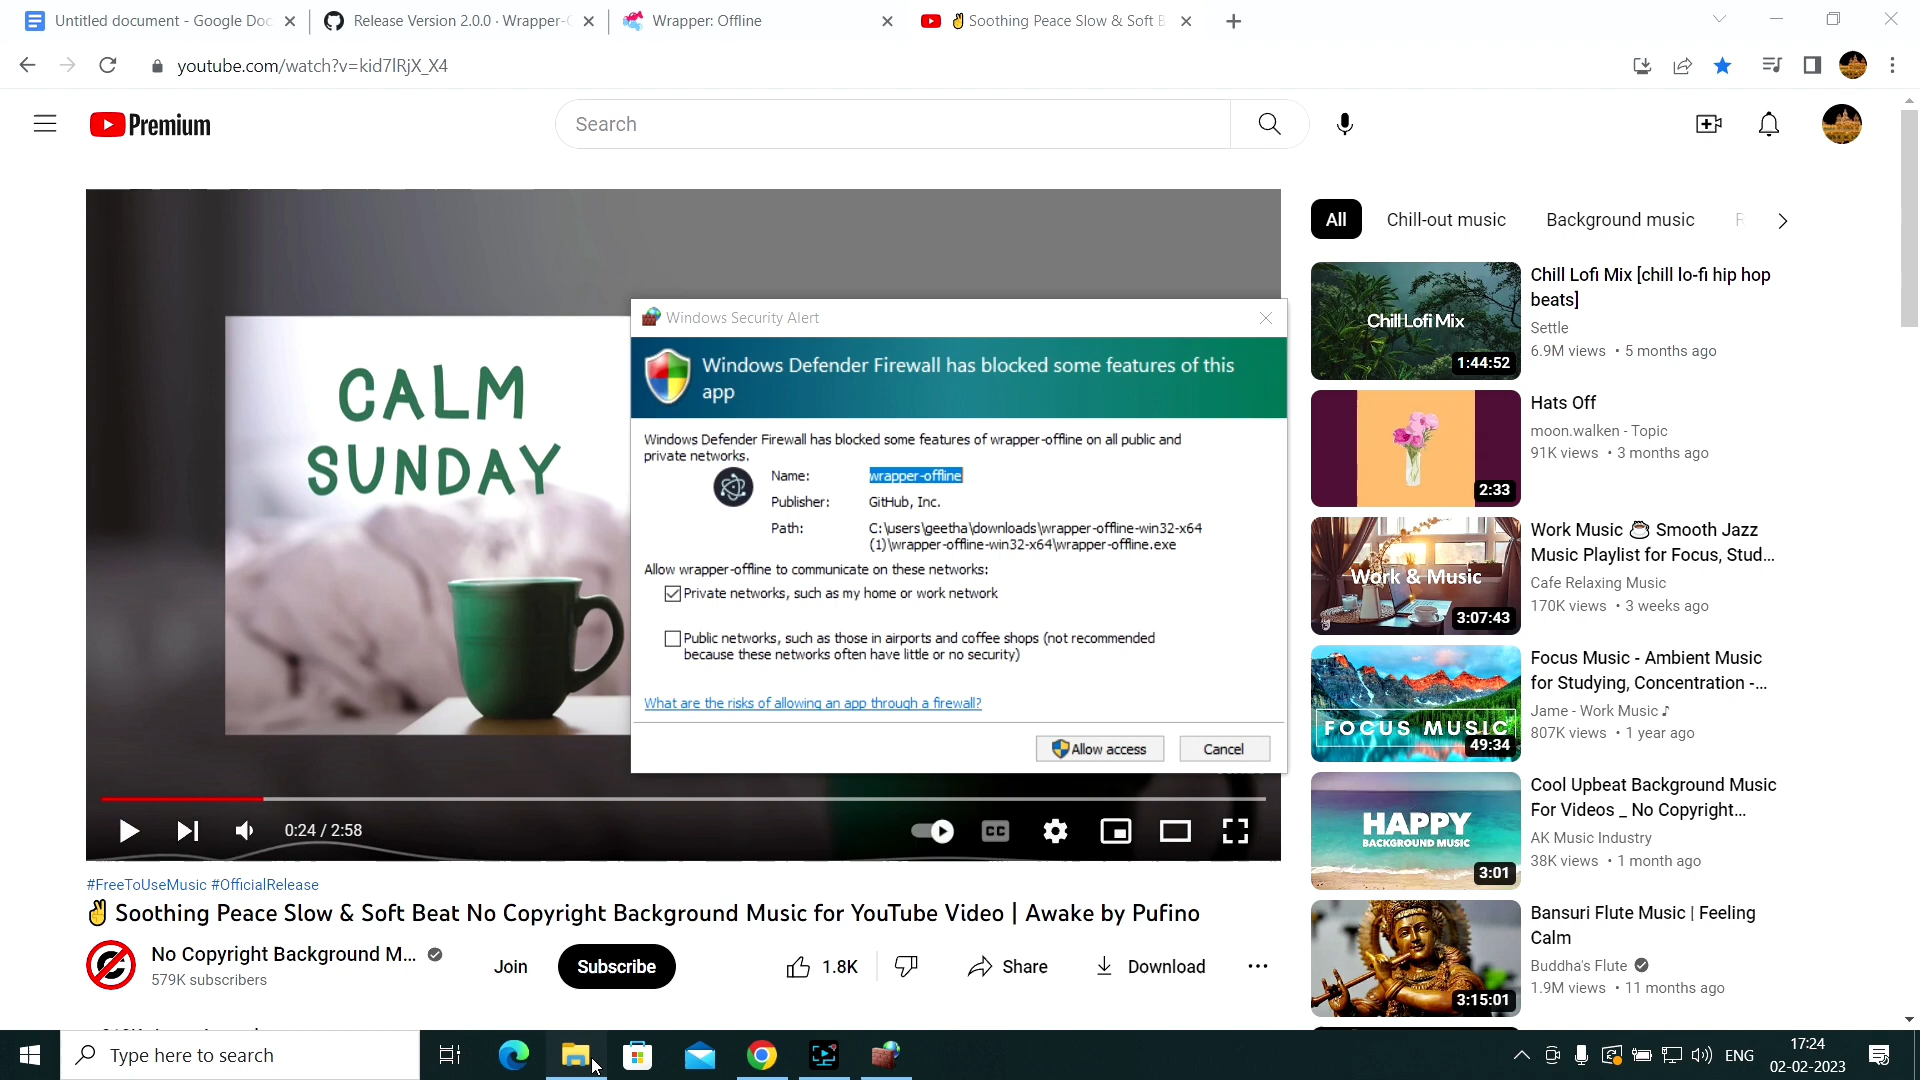 Untitled document - Google Doc
Release Version 2.0.0 · Wrapper-
Wrapper: Offline
✌ Soothing Peace Slow & Soft B
youtube.com/watch?v=kid7lRjX_X4
Premium
Search
All
Chill-out music
Background music
CALM
SUNDAY
Windows Security Alert
Windows Defender Firewall has blocked some features of this
app
Windows Defender Firewall has blocked some features of wrapper-offline on all public and
private networks.
Name: wrapper-offline
Publisher: GitHub, Inc.
Path: C:\users\geetha\downloads\wrapper-offline-win32-x64
(1)\wrapper-offline-win32-x64\wrapper-offline.exe
Allow wrapper-offline to communicate on these networks:
Private networks, such as my home or work network
Public networks, such as those in airports and coffee shops (not recommended
because these networks often have little or no security)
What are the risks of allowing an app through a firewall?
Allow access
Cancel
0:24 / 2:58
CC
#FreeToUseMusic #OfficialRelease
✌ Soothing Peace Slow & Soft Beat No Copyright Background Music for YouTube Video | Awake by Pufino
No Copyright Background M...
579K subscribers
Join
Subscribe
1.8K
Share
Download
Chill Lofi Mix
1:44:52
Chill Lofi Mix [chill lo-fi hip hop
beats]
Settle
6.9M views • 5 months ago
2:33
Hats Off
moon.walken - Topic
91K views • 3 months ago
Work & Music
3:07:43
Work Music ☕ Smooth Jazz
Music Playlist for Focus, Stud...
Cafe Relaxing Music
170K views • 3 weeks ago
FOCUS MUSIC
49:34
Focus Music - Ambient Music
for Studying, Concentration -...
Jame - Work Music ♪
807K views • 1 year ago
HAPPY
BACKGROUND MUSIC
3:01
Cool Upbeat Background Music
For Videos _ No Copyright...
AK Music Industry
38K views • 1 month ago
3:15:01
Bansuri Flute Music | Feeling
Calm
Buddha's Flute
1.9M views • 11 months ago
Type here to search
ENG
17:24
02-02-2023